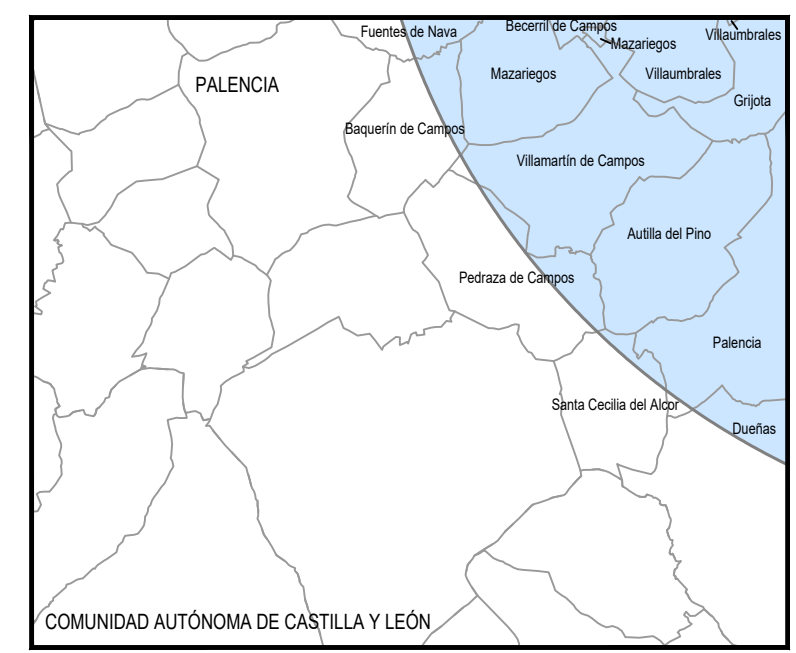 Becerril de Campos
Fuentes de Nava
Villaumbrales
Mazariegos
Mazariegos
Villaumbrales
PALENCIA
Grijota
Baquerín de Campos
Villamartín de Campos
Autilla del Pino
Pedraza de Campos
Palencia
Santa Cecilia del Alcor
Dueñas
COMUNIDAD AUTÓNOMA DE CASTILLA Y LEÓN